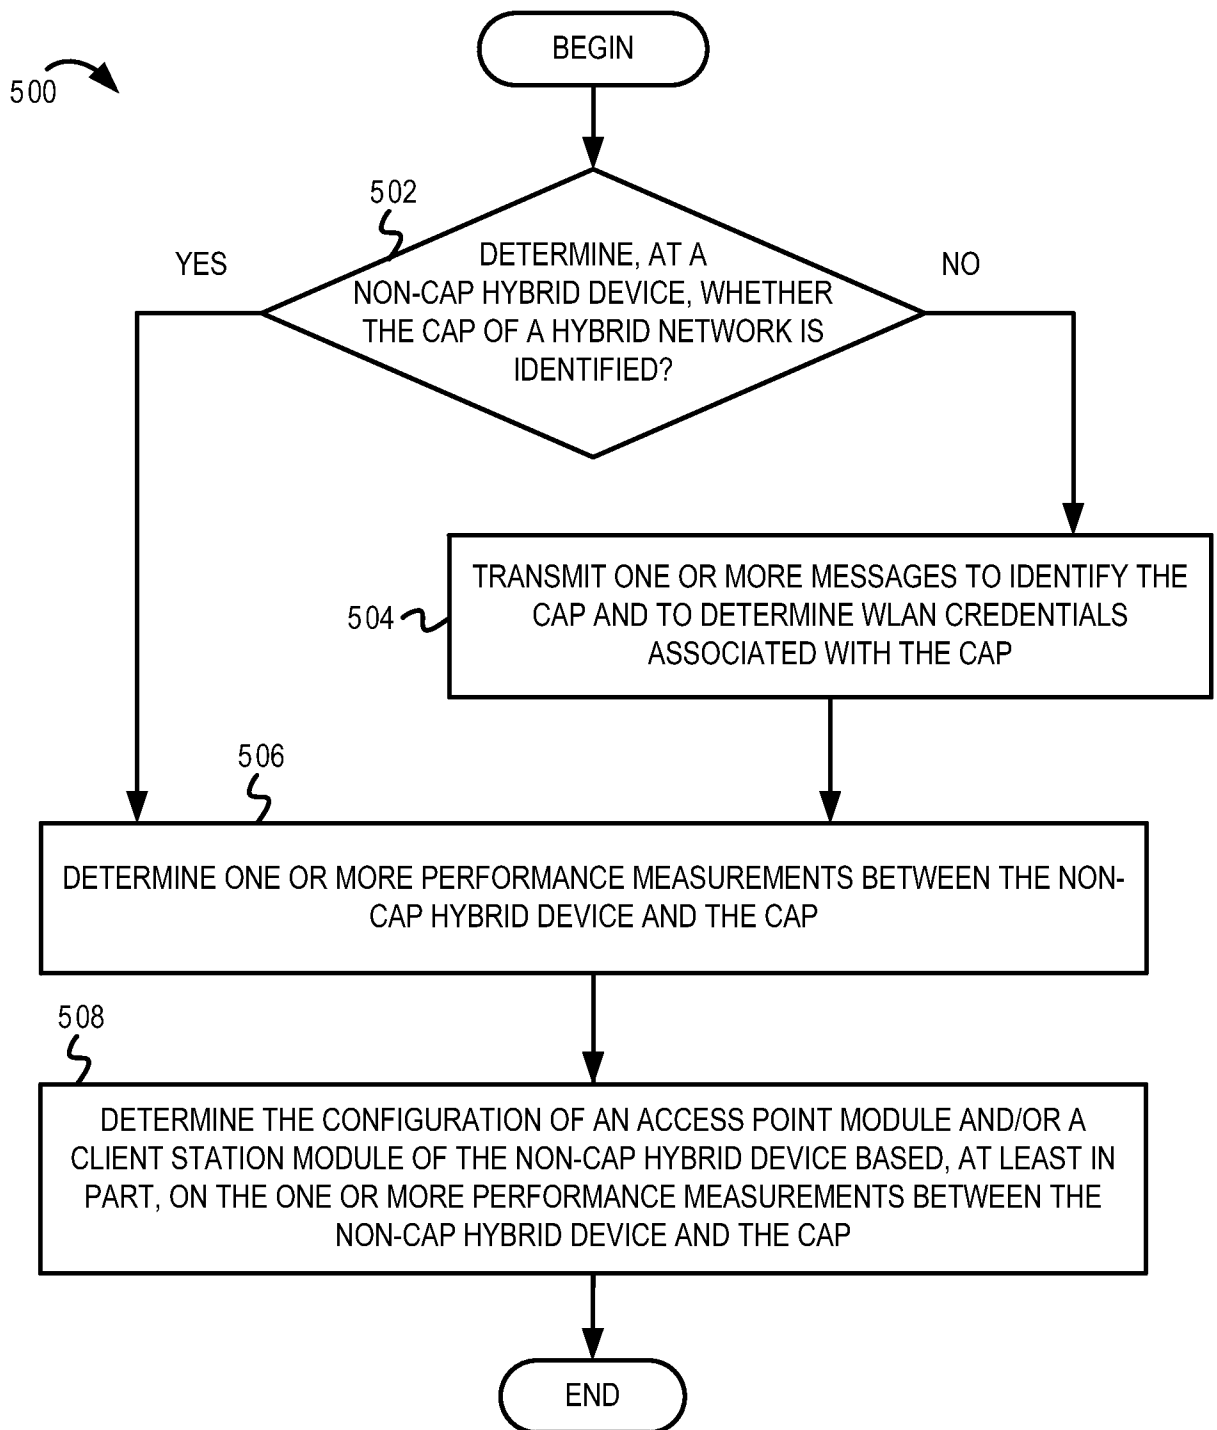 BEGIN
500
502
YES
NO
DETERMINE, AT A
NON-CAP HYBRID DEVICE, WHETHER
THE CAP OF A HYBRID NETWORK IS
IDENTIFIED?
504
TRANSMIT ONE OR MORE MESSAGES TO IDENTIFY THE
CAP AND TO DETERMINE WLAN CREDENTIALS
ASSOCIATED WITH THE CAP
506
DETERMINE ONE OR MORE PERFORMANCE MEASUREMENTS BETWEEN THE NON-
CAP HYBRID DEVICE AND THE CAP
508
DETERMINE THE CONFIGURATION OF AN ACCESS POINT MODULE AND/OR A
CLIENT STATION MODULE OF THE NON-CAP HYBRID DEVICE BASED, AT LEAST IN
PART, ON THE ONE OR MORE PERFORMANCE MEASUREMENTS BETWEEN THE
NON-CAP HYBRID DEVICE AND THE CAP
END